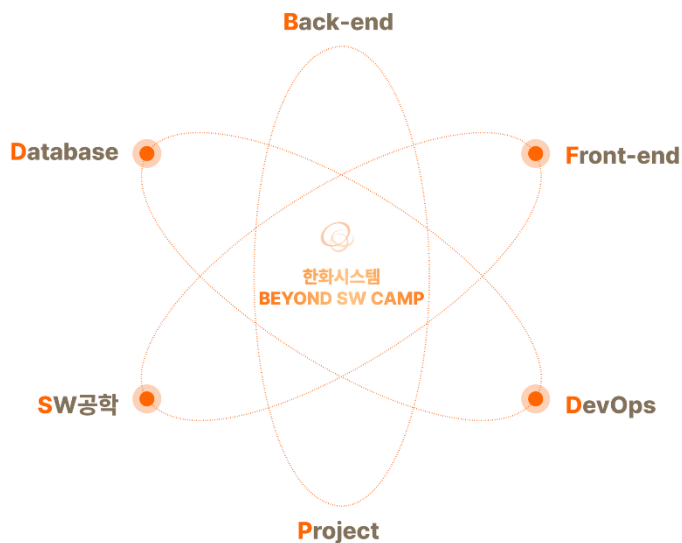 Back-end
Database
Front-end
한화시스템
BEYOND SW CAMP
SW공학
DevOps
Project